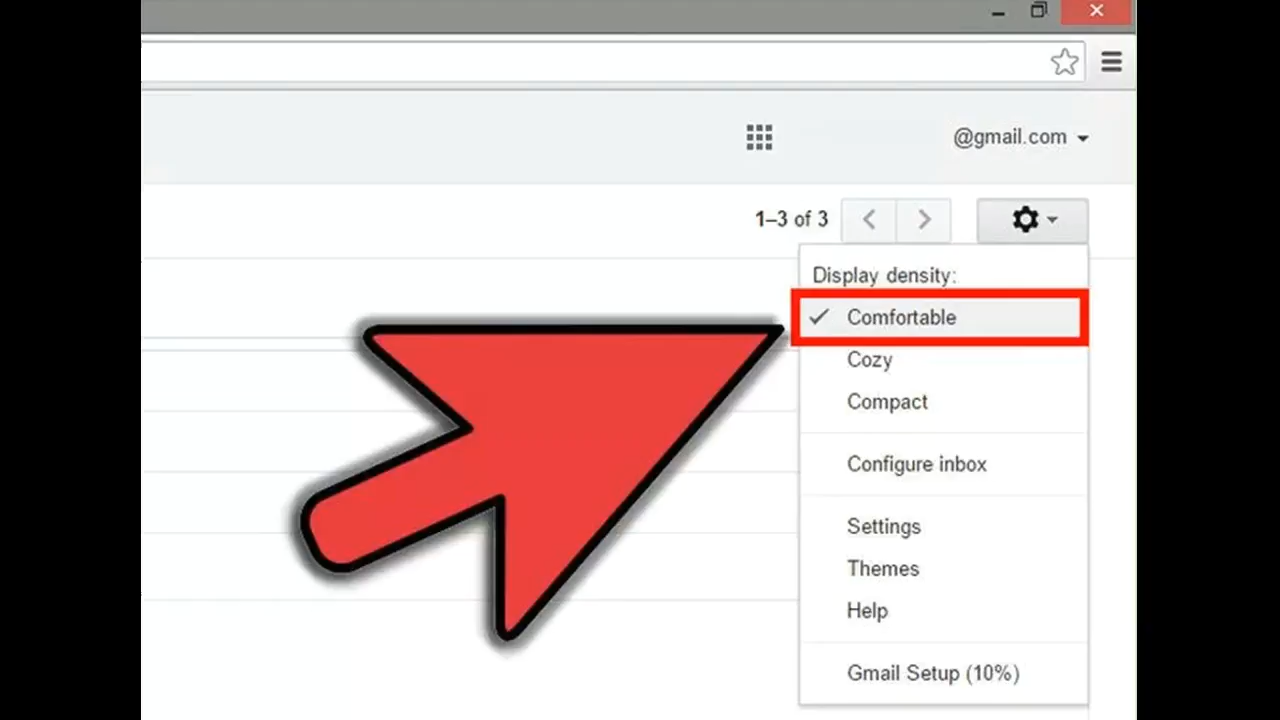 @gmail.com
1–3 of 3
Display density:
Comfortable
Cozy
Compact
Configure inbox
Settings
Themes
Help
Gmail Setup (10%)